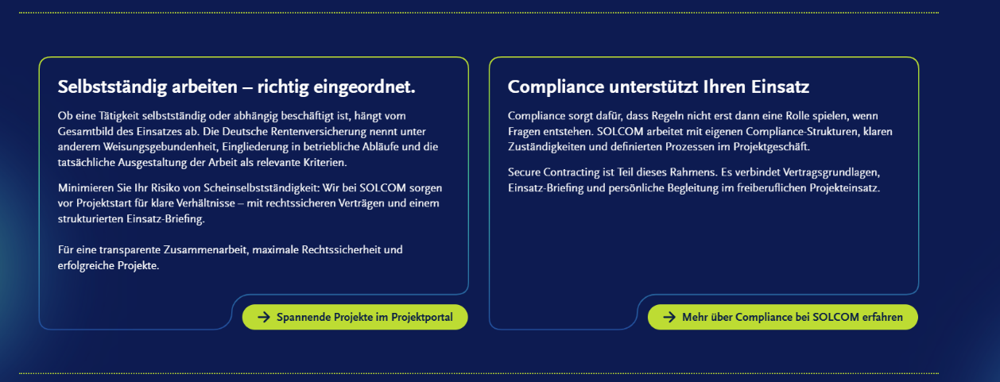 Selbstständig arbeiten – richtig eingeordnet.
Ob eine Tätigkeit selbstständig oder abhängig beschäftigt ist, hängt vom
Gesamtbild des Einsatzes ab. Die Deutsche Rentenversicherung nennt unter
anderem Weisungsgebundenheit, Eingliederung in betriebliche Abläufe und die
tatsächliche Ausgestaltung der Arbeit als relevante Kriterien.
Minimieren Sie Ihr Risiko von Scheinselbstständigkeit: Wir bei SOLCOM sorgen
vor Projektstart für klare Verhältnisse – mit rechtssicheren Verträgen und einem
strukturierten Einsatz-Briefing.
Für eine transparente Zusammenarbeit, maximale Rechtssicherheit und
erfolgreiche Projekte.
→ Spannende Projekte im Projektportal
Compliance unterstützt Ihren Einsatz
Compliance sorgt dafür, dass Regeln nicht erst dann eine Rolle spielen, wenn
Fragen entstehen. SOLCOM arbeitet mit eigenen Compliance-Strukturen, klaren
Zuständigkeiten und definierten Prozessen im Projektgeschäft.
Secure Contracting ist Teil dieses Rahmens. Es verbindet Vertragsgrundlagen,
Einsatz-Briefing und persönliche Begleitung im freiberuflichen Projekteinsatz.
→ Mehr über Compliance bei SOLCOM erfahren